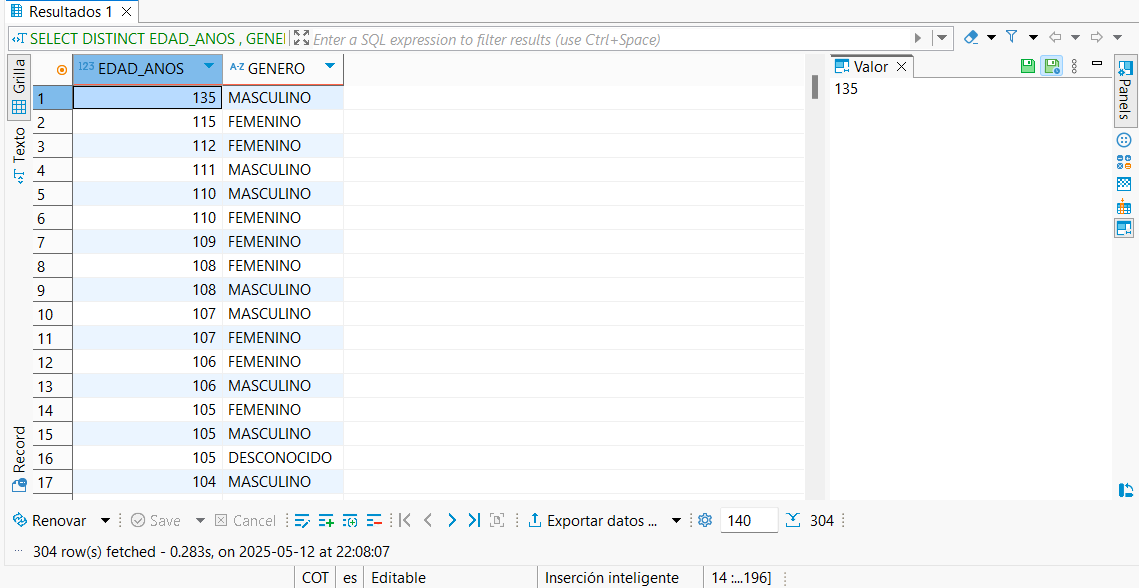 Resultados 1
SELECT DISTINCT EDAD_ANOS , GENEI
Enter a SQL expression to filter results (use Ctrl+Space)
Grilla
Texto
Record
123 EDAD_ANOS A-Z GENERO
1 135 MASCULINO
2 115 FEMENINO
3 112 FEMENINO
4 111 MASCULINO
5 110 MASCULINO
6 110 FEMENINO
7 109 FEMENINO
8 108 FEMENINO
9 108 MASCULINO
10 107 MASCULINO
11 107 FEMENINO
12 106 FEMENINO
13 106 MASCULINO
14 105 FEMENINO
15 105 MASCULINO
16 105 DESCONOCIDO
17 104 MASCULINO
Valor
135
Panels
Renovar Save Cancel Exportar datos ... 140 304
304 row(s) fetched - 0.283s, on 2025-05-12 at 22:08:07
COT es Editable Inserción inteligente 14 :...196]